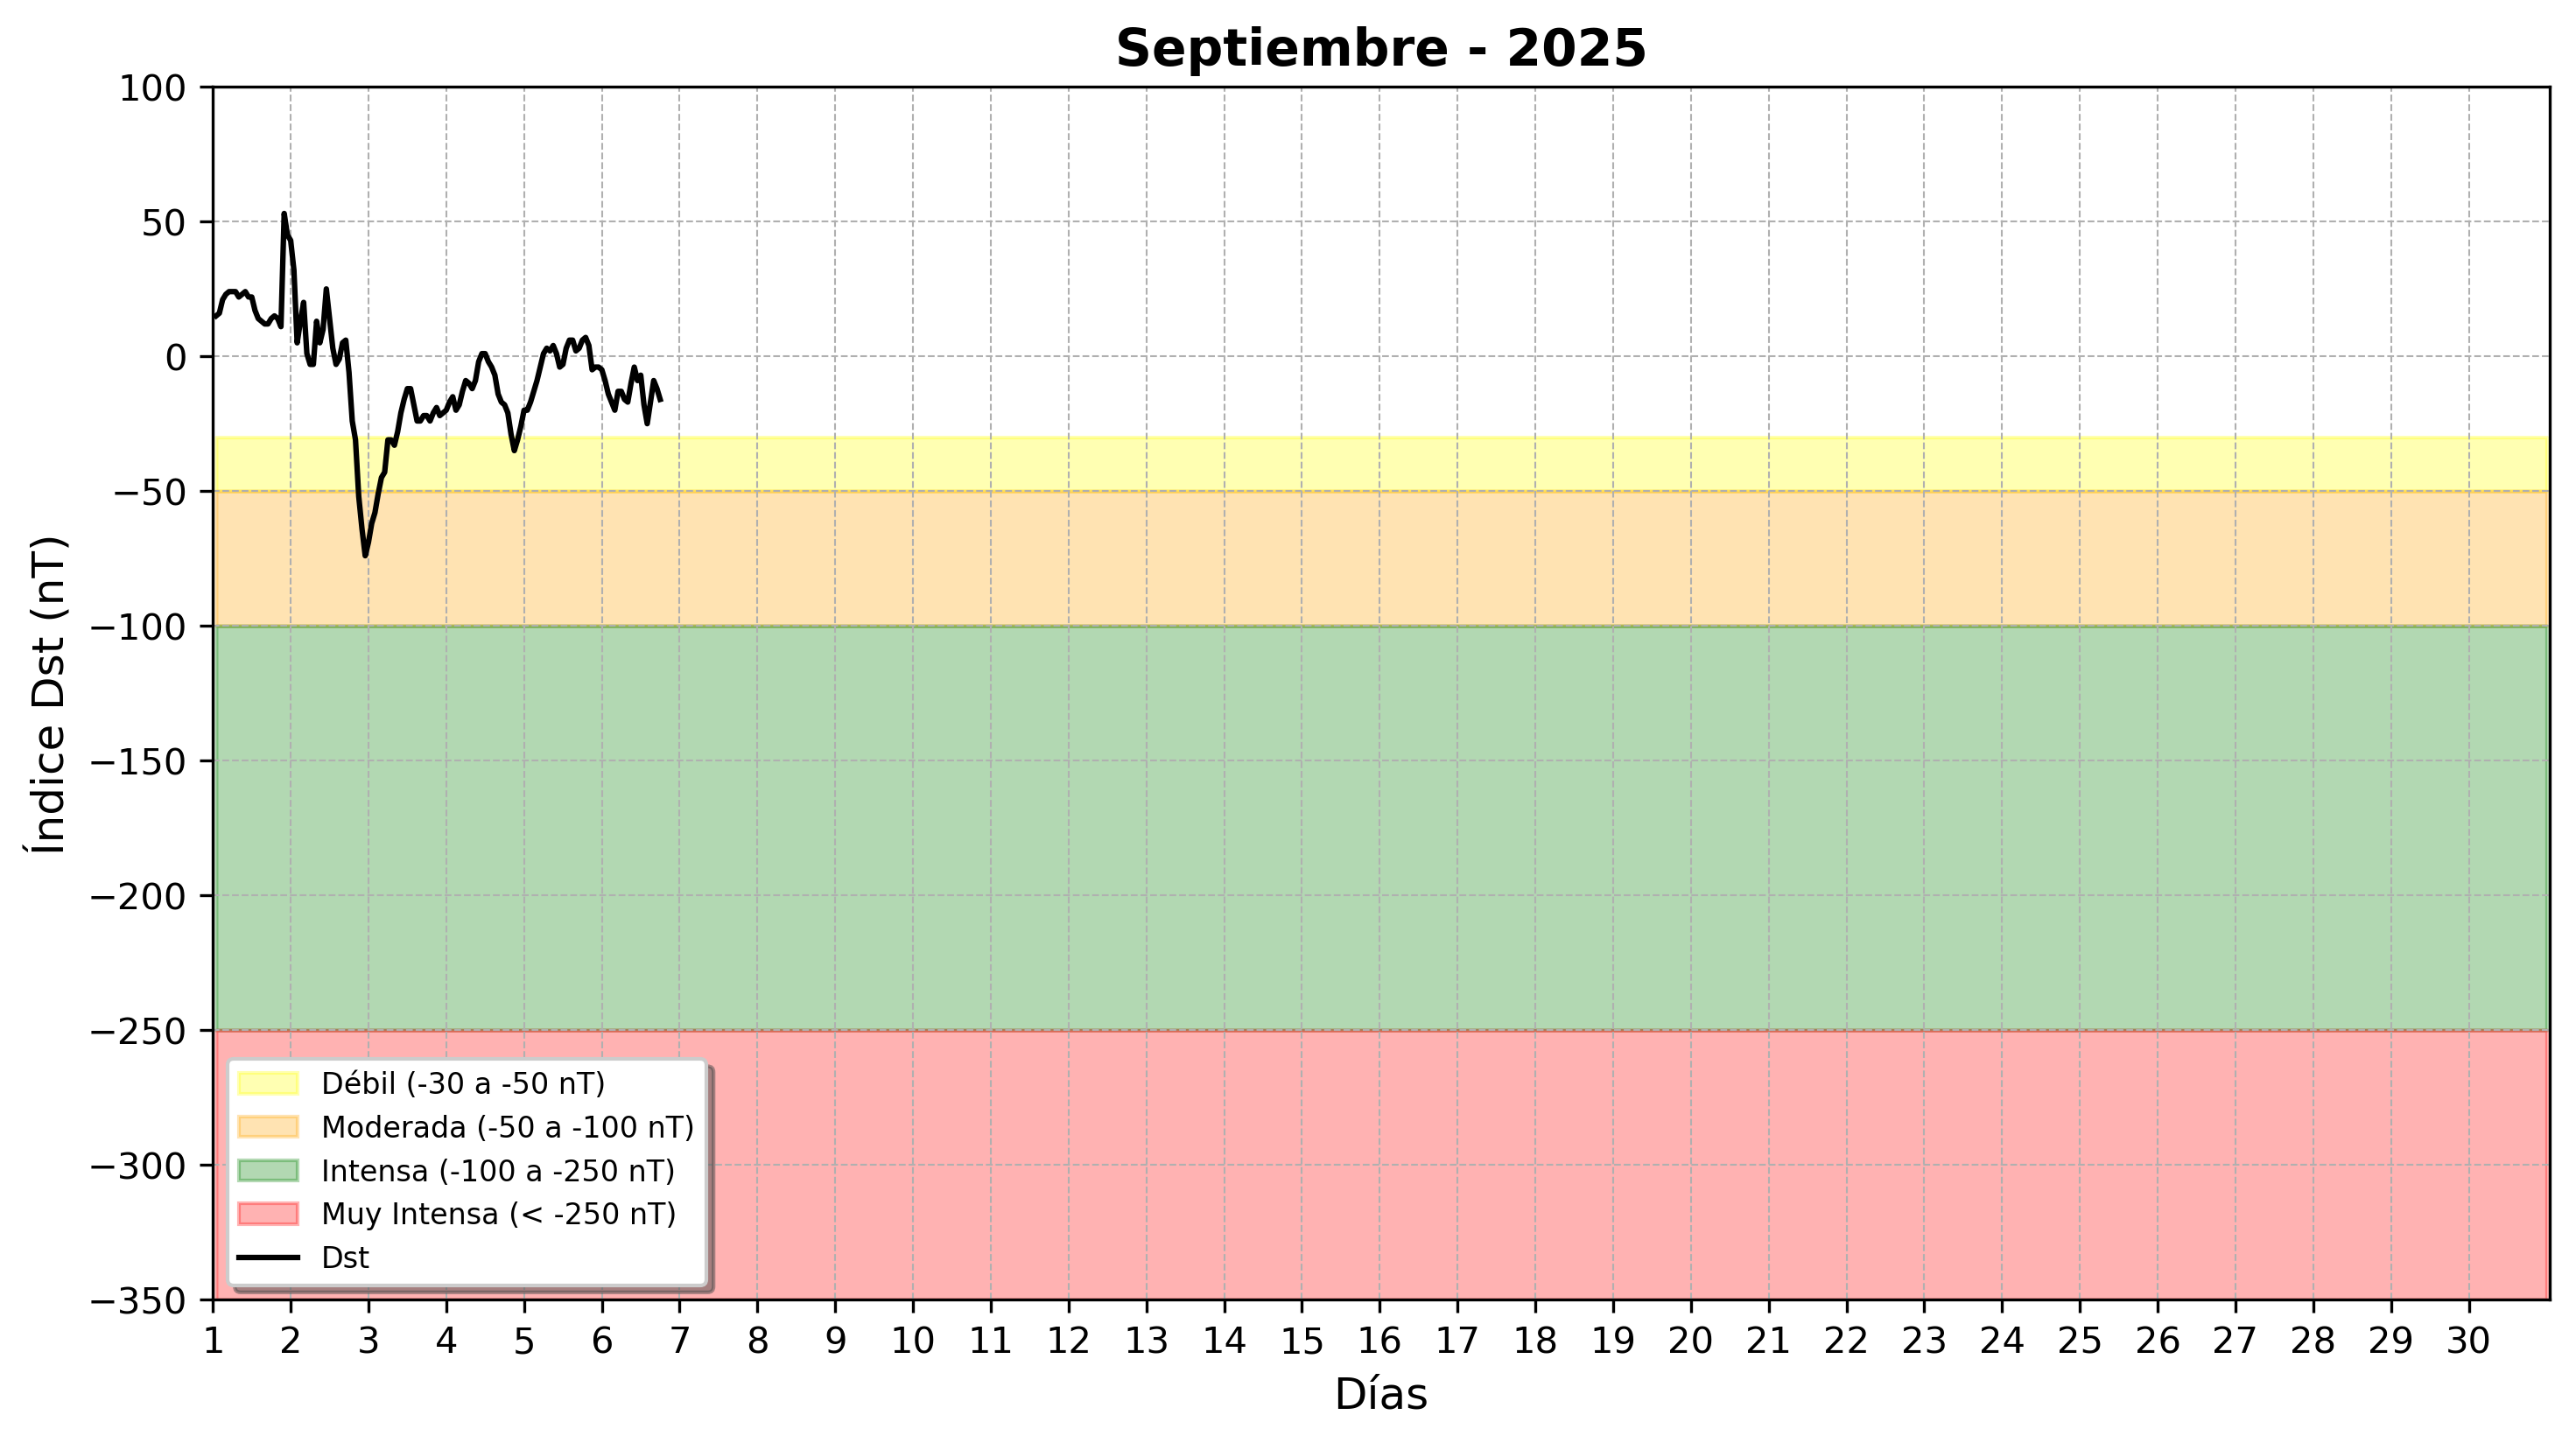 Septiembre - 2025
100
50
0
−50
−100
−150
−200
−250
−300
−350
Índice Dst (nT)
Débil (-30 a -50 nT)
Moderada (-50 a -100 nT)
Intensa (-100 a -250 nT)
Muy Intensa (< -250 nT)
Dst
1 2 3 4 5 6 7 8 9 10 11 12 13 14 15 16 17 18 19 20 21 22 23 24 25 26 27 28 29 30
Días